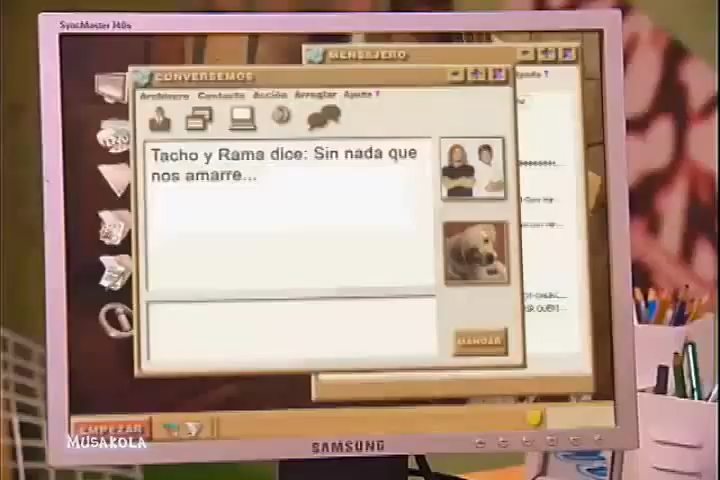 SyncMaster 740N
MENSAJERO
CONVERSEMOS
Archivero Contacto Acción Arreglar Ayuda ?
Tacho y Rama dice: Sin nada que
nos amarre...
MANDAR
EMPEZAR
MUSAKOLA
SAMSUNG